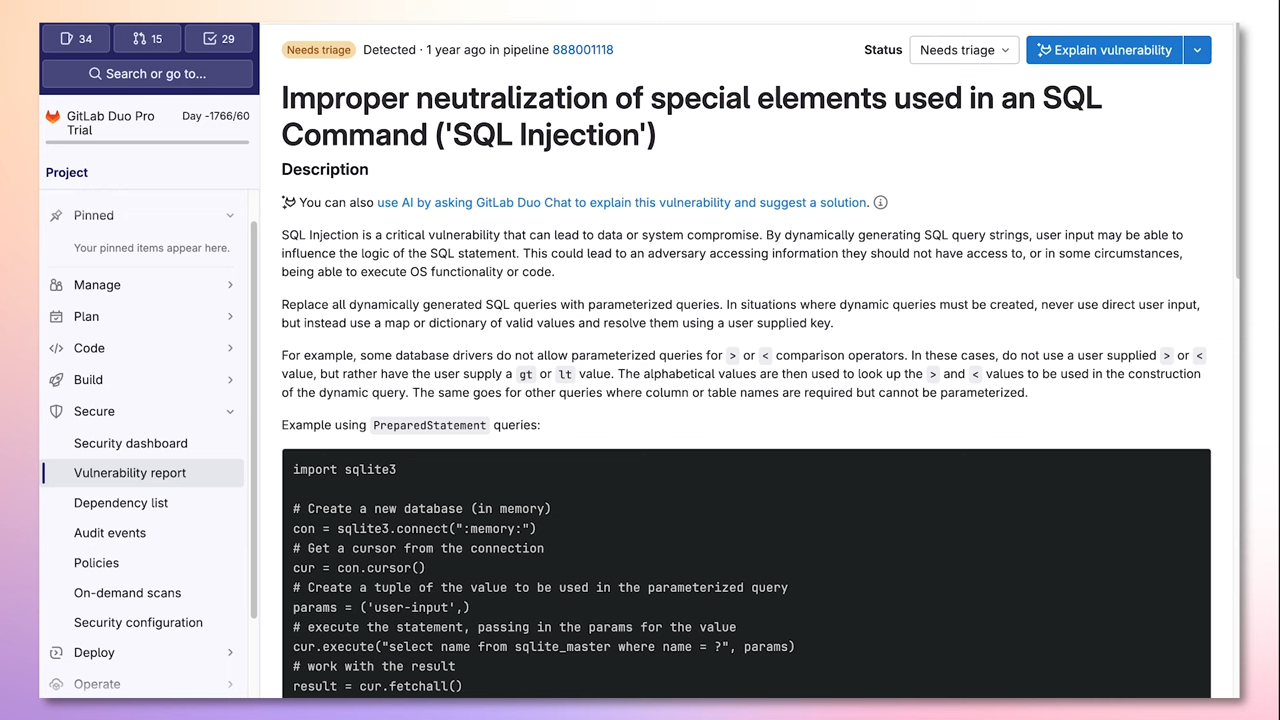 34 15 29
Search or go to...
GitLab Duo Pro Trial Day -1766/60
Project
Pinned
Your pinned items appear here.
Manage
Plan
Code
Build
Secure
Security dashboard
Vulnerability report
Dependency list
Audit events
Policies
On-demand scans
Security configuration
Deploy
Operate
Needs triage Detected · 1 year ago in pipeline 888001118 Status Needs triage Explain vulnerability
Improper neutralization of special elements used in an SQL
Command ('SQL Injection')
Description
You can also use AI by asking GitLab Duo Chat to explain this vulnerability and suggest a solution.
SQL Injection is a critical vulnerability that can lead to data or system compromise. By dynamically generating SQL query strings, user input may be able to
influence the logic of the SQL statement. This could lead to an adversary accessing information they should not have access to, or in some circumstances,
being able to execute OS functionality or code.
Replace all dynamically generated SQL queries with parameterized queries. In situations where dynamic queries must be created, never use direct user input,
but instead use a map or dictionary of valid values and resolve them using a user supplied key.
For example, some database drivers do not allow parameterized queries for > or < comparison operators. In these cases, do not use a user supplied > or <
value, but rather have the user supply a gt or lt value. The alphabetical values are then used to look up the > and < values to be used in the construction
of the dynamic query. The same goes for other queries where column or table names are required but cannot be parameterized.
Example using PreparedStatement queries:
import sqlite3
# Create a new database (in memory)
con = sqlite3.connect(":memory:")
# Get a cursor from the connection
cur = con.cursor()
# Create a tuple of the value to be used in the parameterized query
params = ('user-input',)
# execute the statement, passing in the params for the value
cur.execute("select name from sqlite_master where name = ?", params)
# work with the result
result = cur.fetchall()